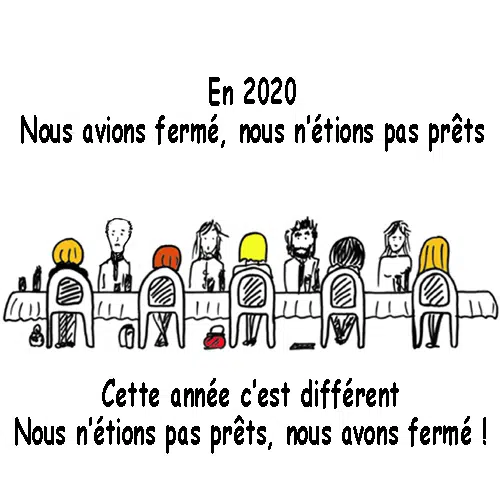 En 2020
Nous avions fermé, nous n'étions pas prêts
Cette année c'est différent
Nous n'étions pas prêts, nous avons fermé !